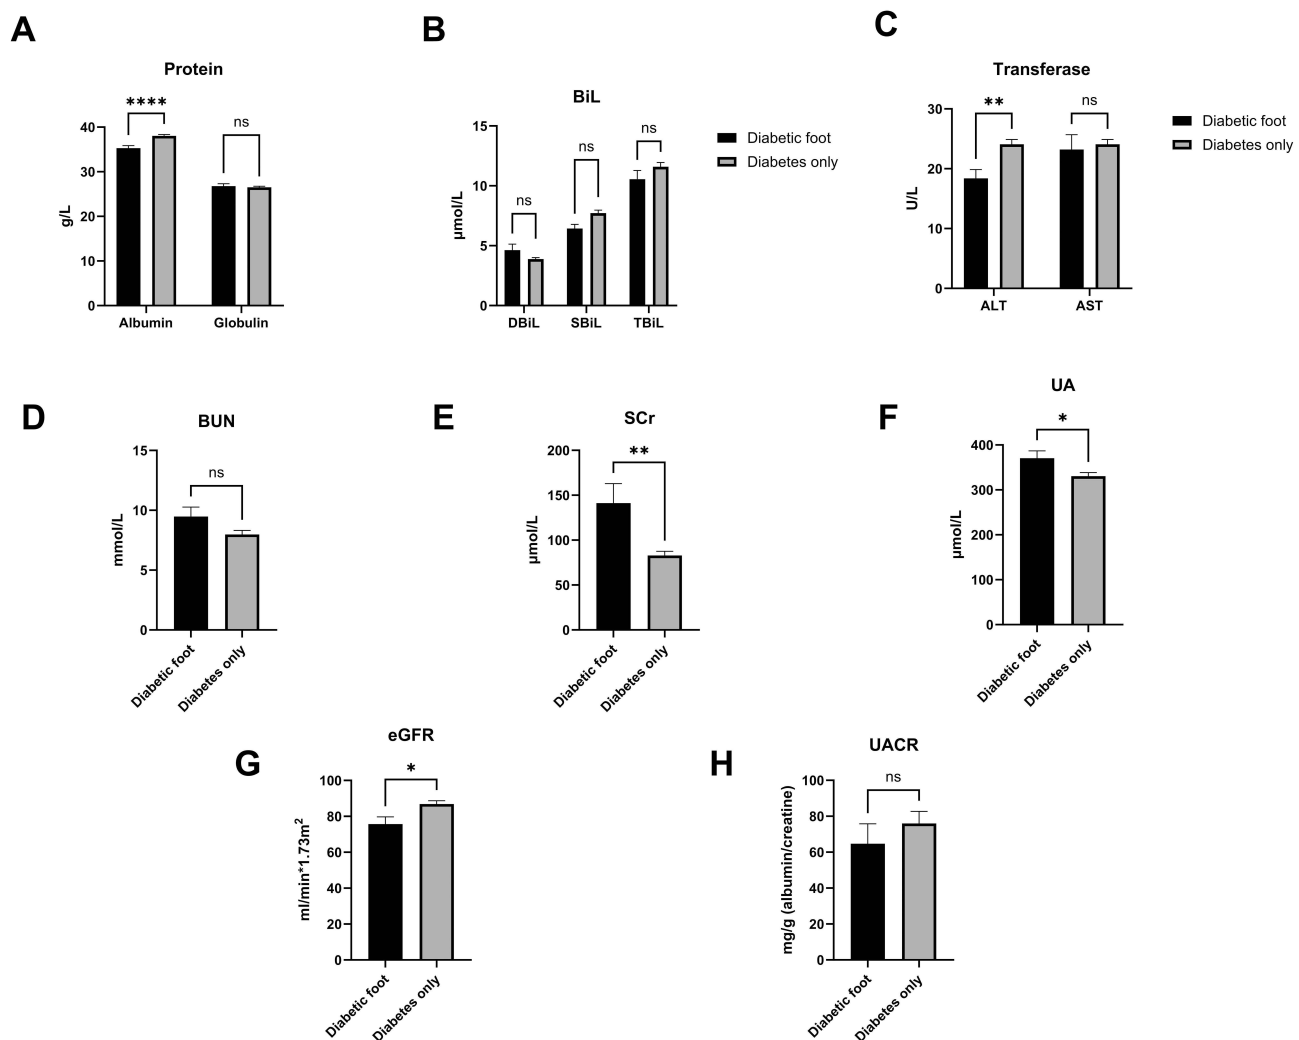 A
Protein
g/L
40
30
20
10
0
****
ns
Albumin
Globulin
B
BiL
µmol/L
15
10
5
0
ns
ns
ns
DBiL
SBiL
TBiL
Diabetic foot
Diabetes only
C
Transferase
U/L
30
20
10
0
**
ns
ALT
AST
Diabetic foot
Diabetes only
D
BUN
mmol/L
15
10
5
0
ns
Diabetic foot
Diabetes only
E
SCr
µmol/L
200
150
100
50
0
**
Diabetic foot
Diabetes only
F
UA
µmol/L
400
300
200
100
0
*
Diabetic foot
Diabetes only
G
eGFR
ml/min*1.73m²
100
80
60
40
20
0
*
Diabetic foot
Diabetes only
H
UACR
mg/g (albumin/creatine)
100
80
60
40
20
0
ns
Diabetic foot
Diabetes only